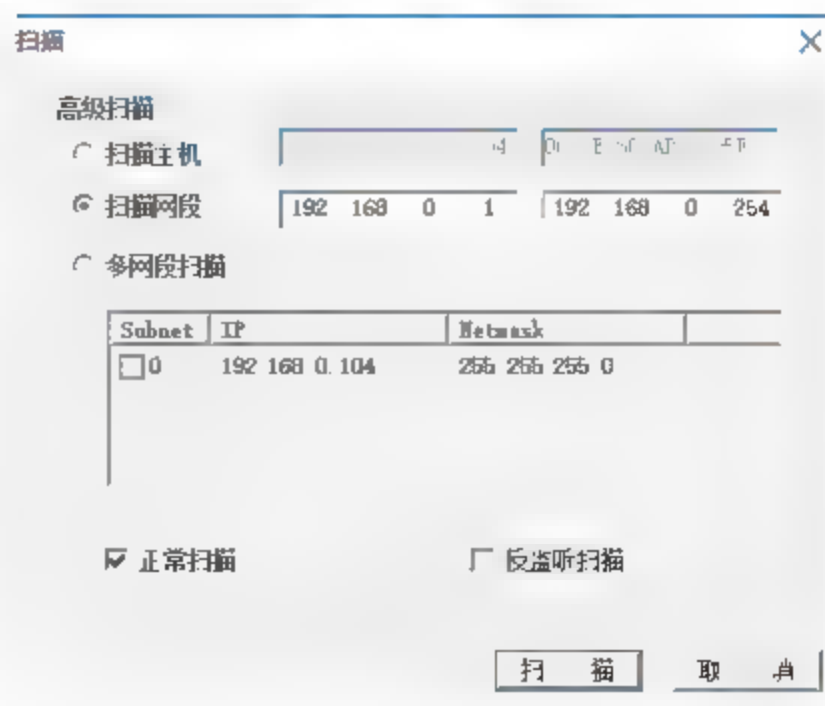 扫描
高级扫描
扫描主机
扫描网段 192 168 0 1 192 168 0 254
多网段扫描
Subnet IP Netmask
0 192 168 0.104 255 255 255 0
正常扫描 反监听扫描
扫 描 取